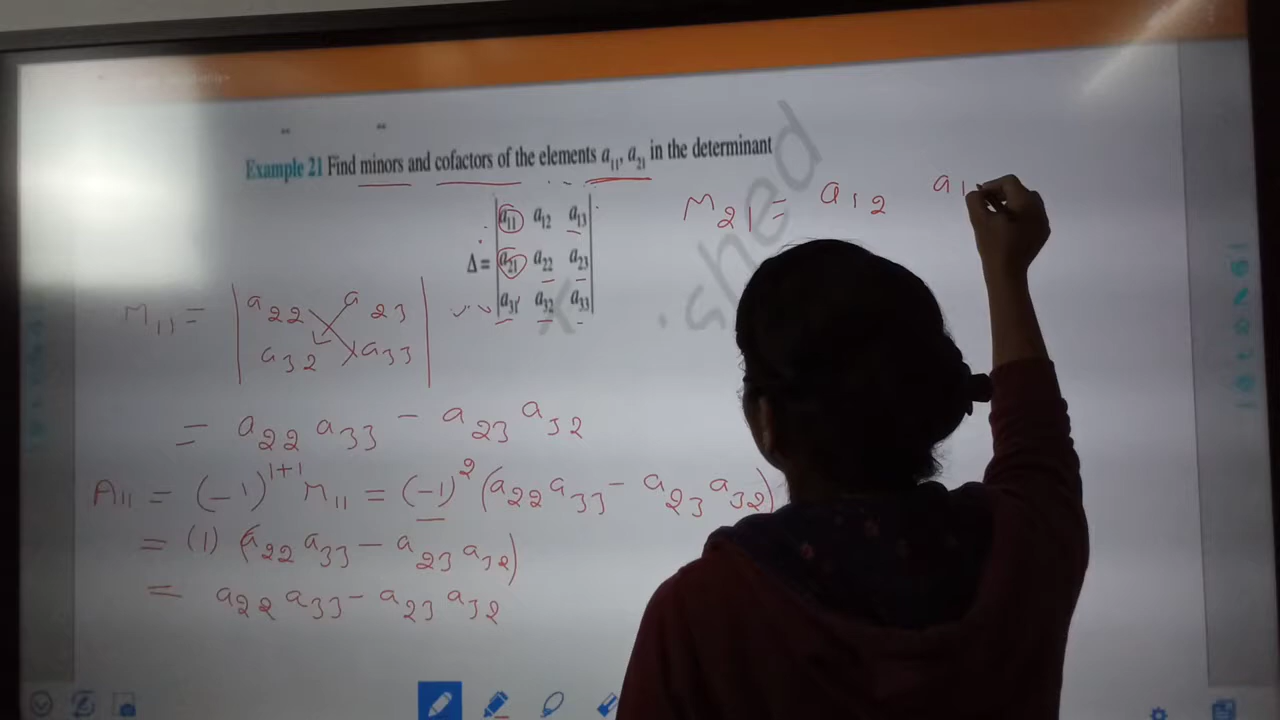 Example 21 Find minors and cofactors of the elements a₁₁, a₂₁ in the determinant
Δ = | a₁₁ a₁₂ a₁₃ |
| a₂₁ a₂₂ a₂₃ |
| a₃₁ a₃₂ a₃₃ |
shed
M₁₁ = | a₂₂ a₂₃ |
| a₃₂ a₃₃ |
= a₂₂ a₃₃ − a₂₃ a₃₂
A₁₁ = (−1)¹⁺¹ M₁₁ = (−1)² (a₂₂ a₃₃ − a₂₃ a₃₂)
= (1) (a₂₂ a₃₃ − a₂₃ a₃₂)
= a₂₂ a₃₃ − a₂₃ a₃₂
M₂₁ = a₁₂ a₁